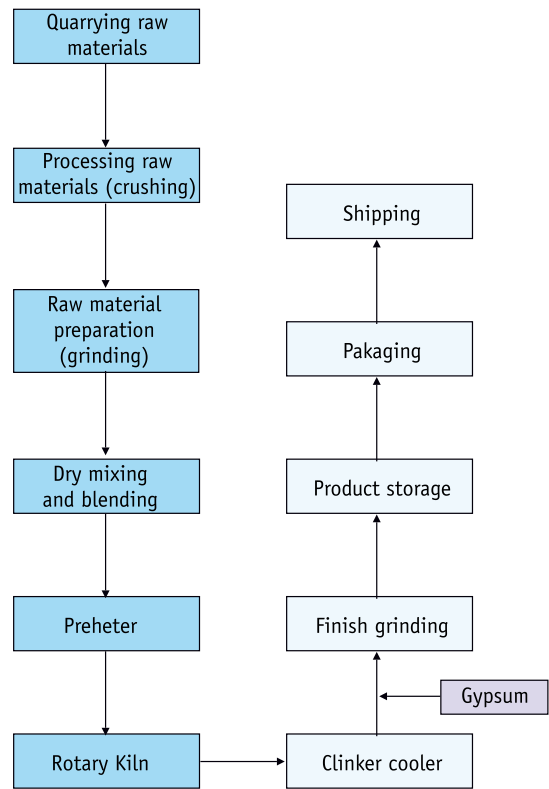 Quarrying raw
materials
Processing raw
materials (crushing)
Raw material
preparation
(grinding)
Dry mixing
and blending
Preheter
Rotary Kiln
Clinker cooler
Gypsum
Finish grinding
Product storage
Pakaging
Shipping